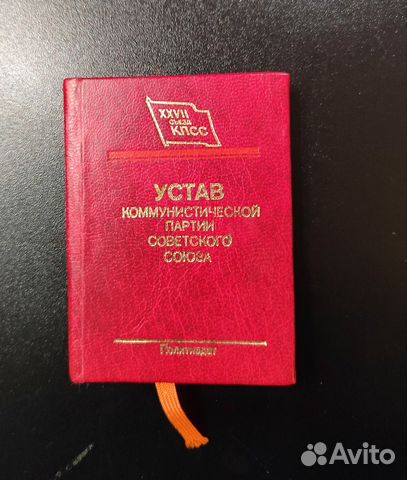 XXVII
съезд
КПСС
УСТАВ
КОММУНИСТИЧЕСКОЙ
ПАРТИИ
СОВЕТСКОГО
СОЮЗА
Политиздат
Avito